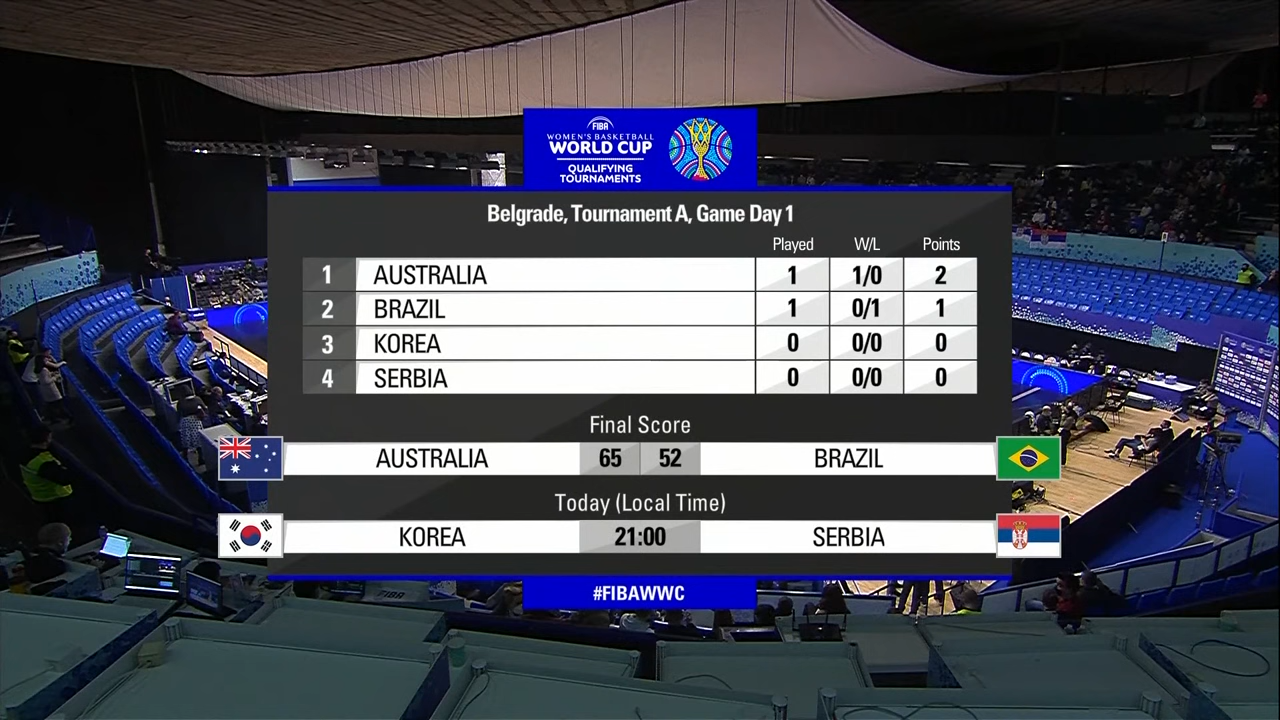 FIBA
WOMEN'S BASKETBALL
WORLD CUP
QUALIFYING
TOURNAMENTS
Belgrade, Tournament A, Game Day 1
Played W/L Points
1 AUSTRALIA 1 1/0 2
2 BRAZIL 1 0/1 1
3 KOREA 0 0/0 0
4 SERBIA 0 0/0 0
Final Score
AUSTRALIA 65 52 BRAZIL
Today (Local Time)
KOREA 21:00 SERBIA
#FIBAWWC
FIBA